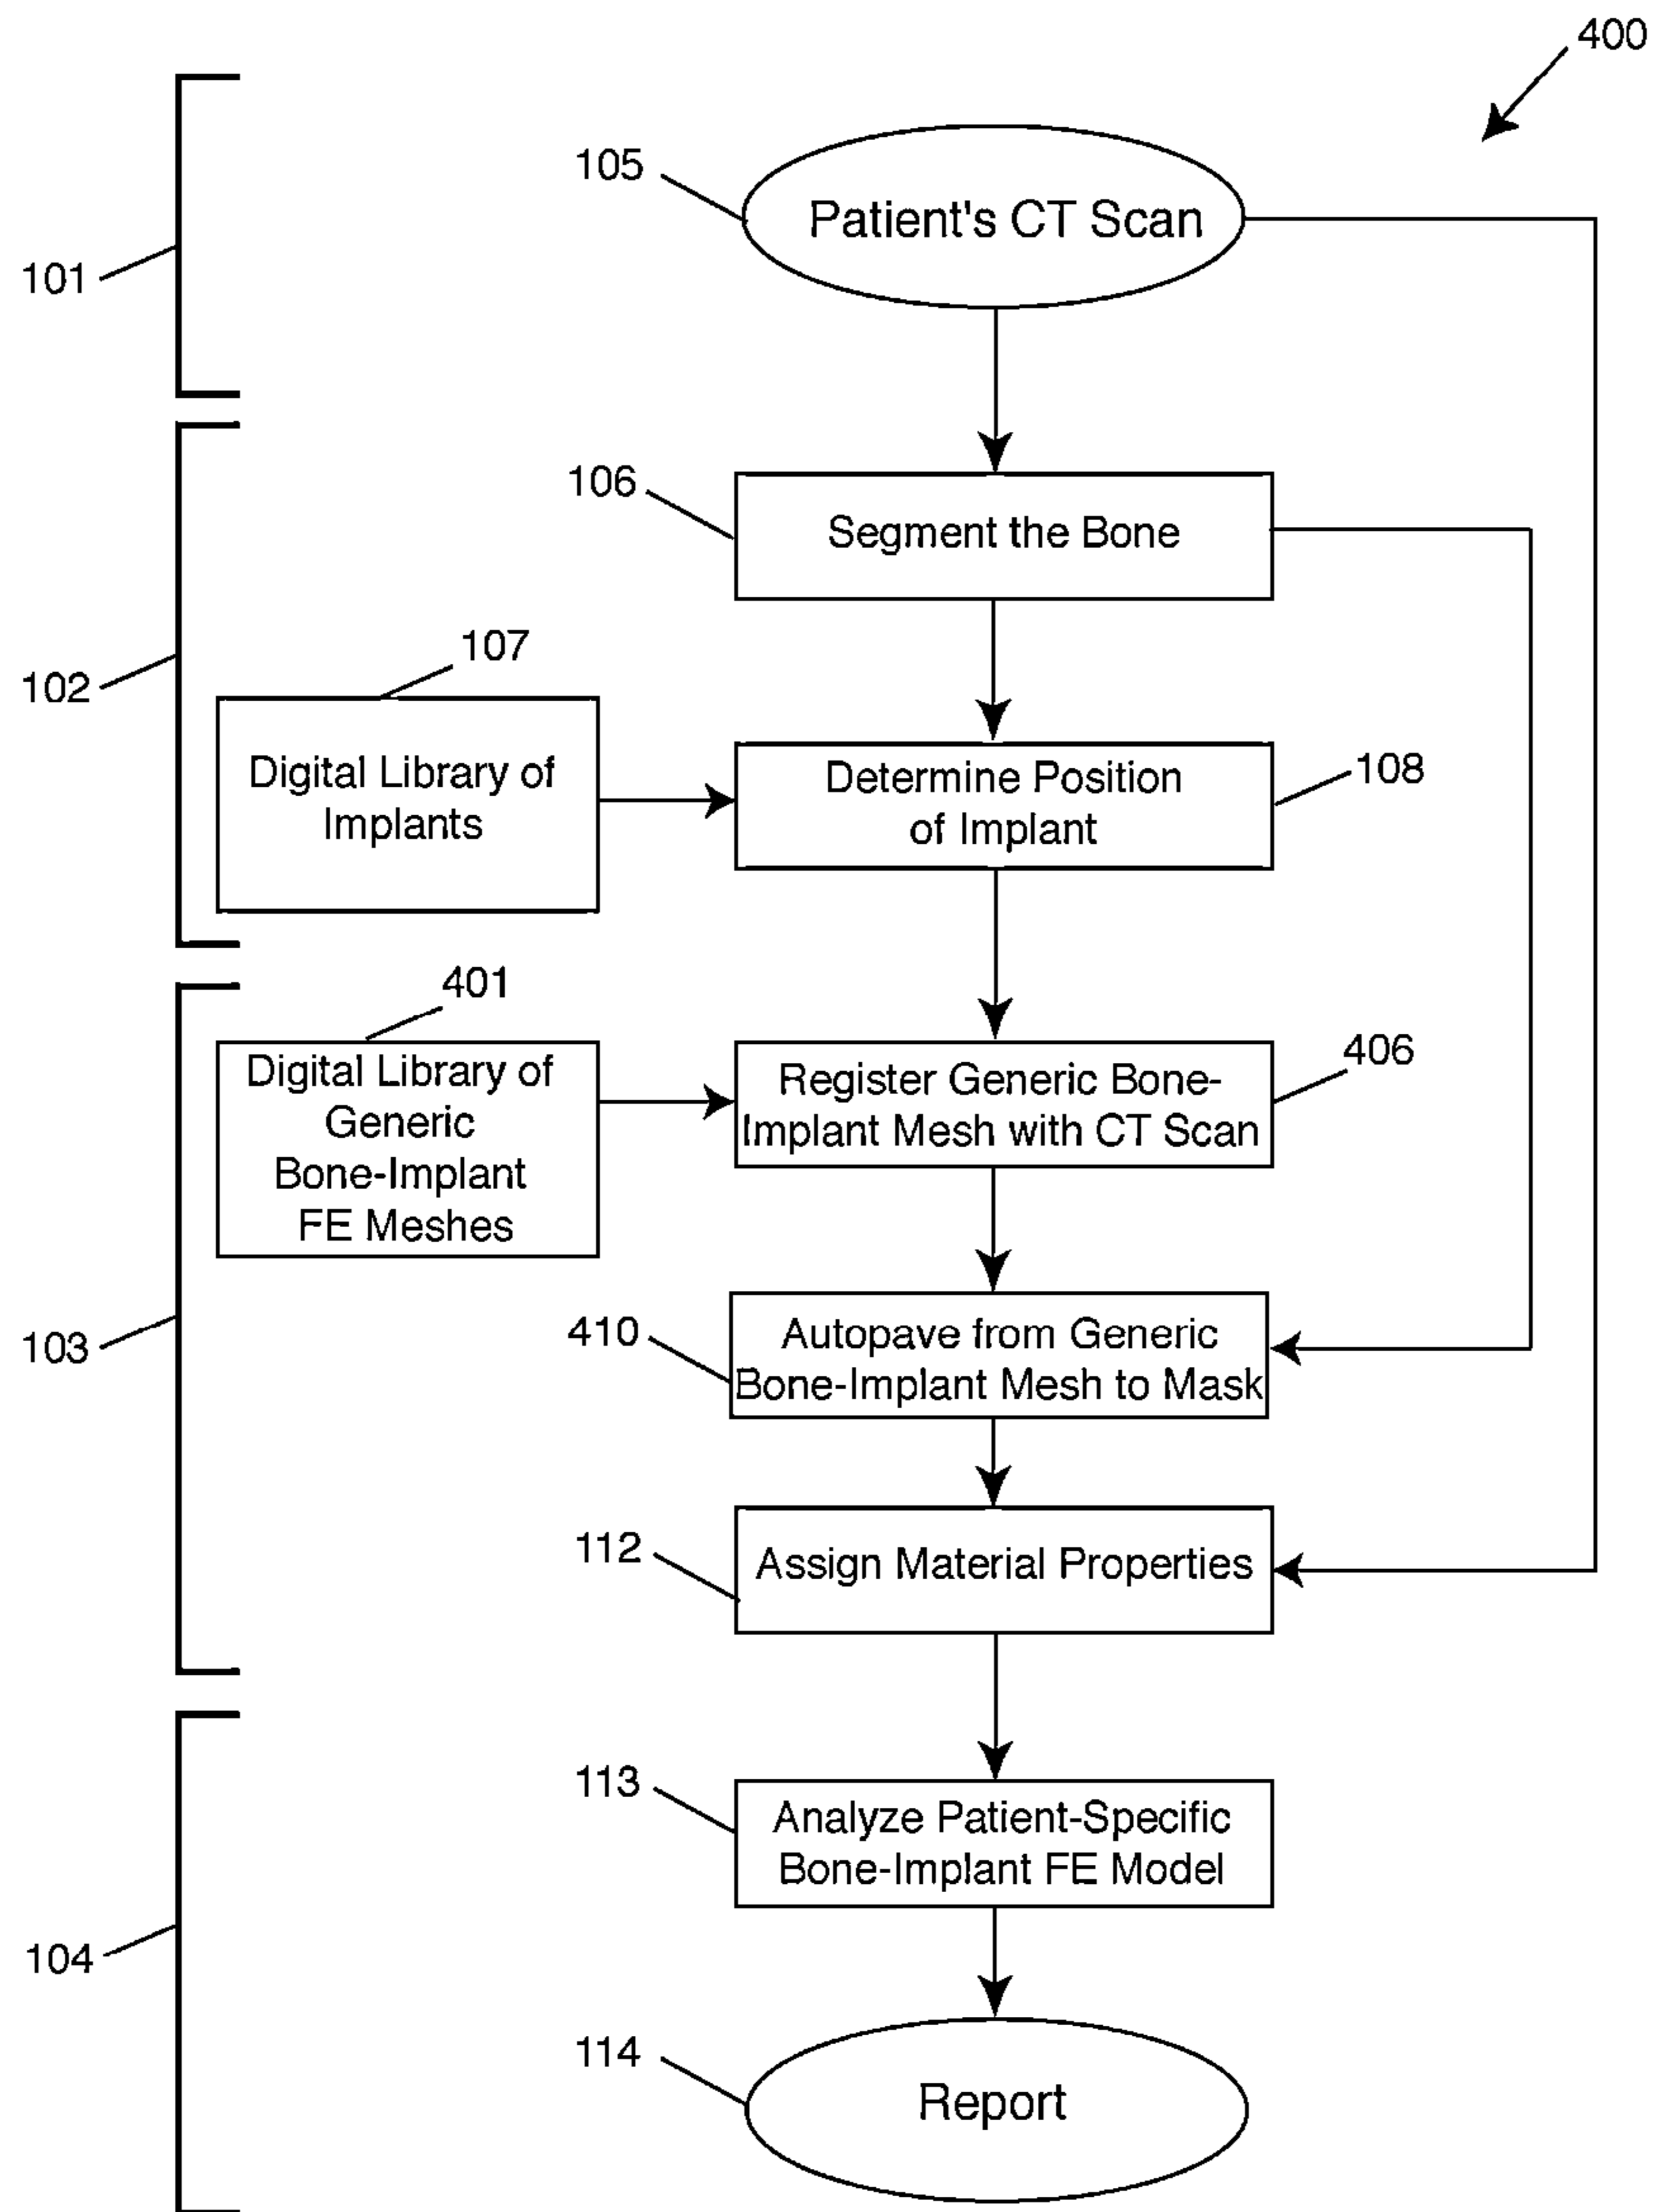 400
105
Patient's CT Scan
101
106
Segment the Bone
107
102
Digital Library of
Implants
Determine Position
of Implant
108
401
Digital Library of
Generic
Bone-Implant
FE Meshes
Register Generic Bone-
Implant Mesh with CT Scan
406
103
410
Autopave from Generic
Bone-Implant Mesh to Mask
112
Assign Material Properties
113
Analyze Patient-Specific
Bone-Implant FE Model
104
114
Report